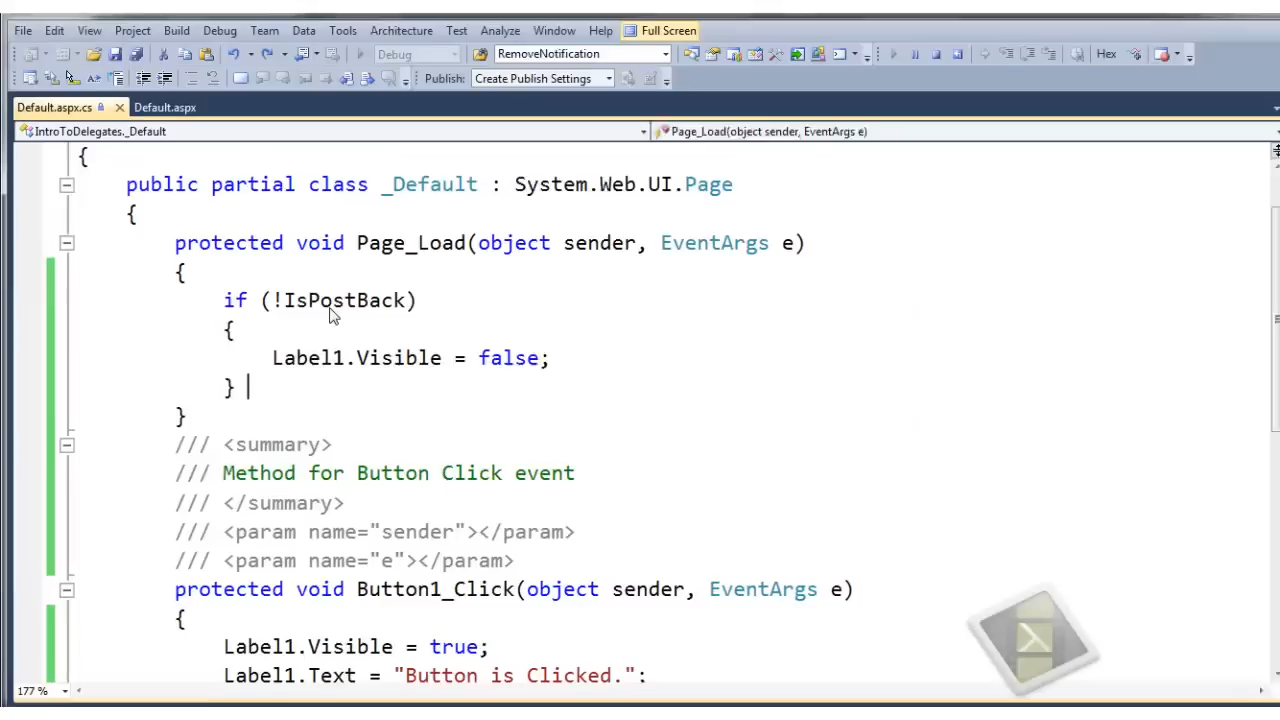 File Edit View Project Build Debug Team Data Tools Architecture Test Analyze Window Help Full Screen
Debug RemoveNotification Hex
Publish: Create Publish Settings
Default.aspx.cs Default.aspx
IntroToDelegates._Default Page_Load(object sender, EventArgs e)
{
public partial class _Default : System.Web.UI.Page
{
protected void Page_Load(object sender, EventArgs e)
{
if (!IsPostBack)
{
Label1.Visible = false;
}
}
/// <summary>
/// Method for Button Click event
/// </summary>
/// <param name="sender"></param>
/// <param name="e"></param>
protected void Button1_Click(object sender, EventArgs e)
{
Label1.Visible = true;
Label1.Text = "Button is Clicked.";
177 %